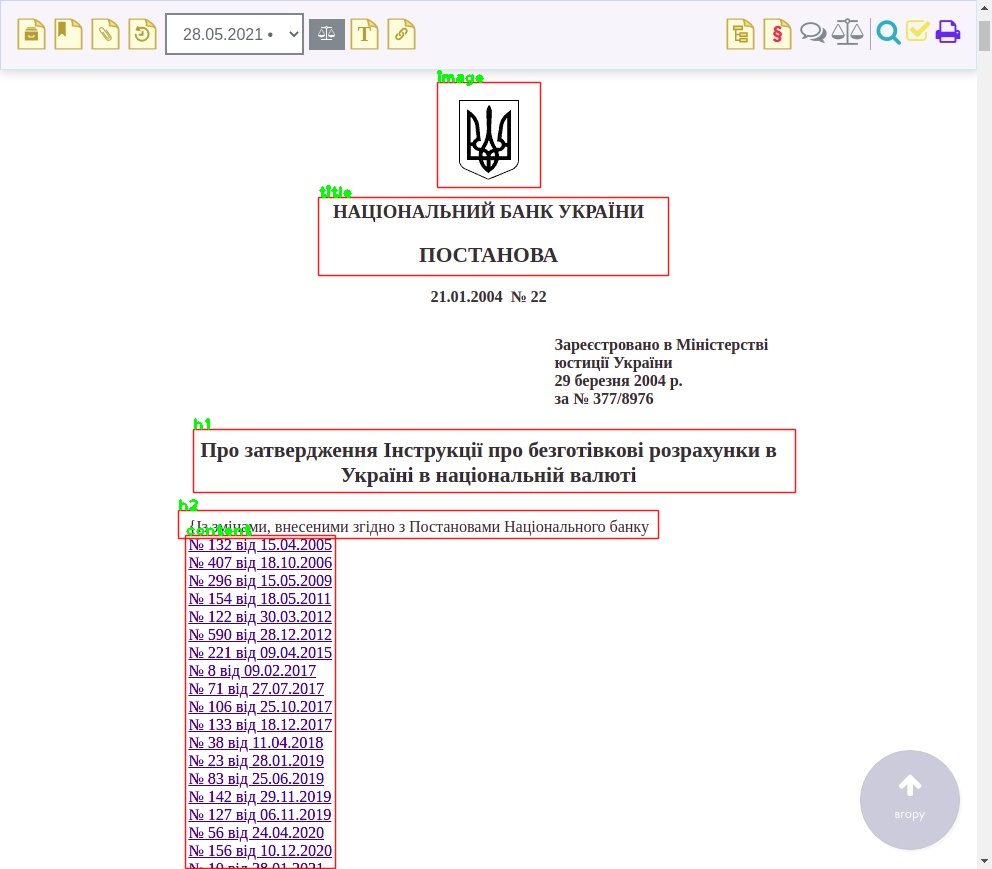 28.05.2021 •
T
§
image
title
НАЦІОНАЛЬНИЙ БАНК УКРАЇНИ
ПОСТАНОВА
21.01.2004 № 22
Зареєстровано в Міністерстві
юстиції України
29 березня 2004 р.
за № 377/8976
h1
Про затвердження Інструкції про безготівкові розрахунки в
Україні в національній валюті
h2
{Із змінами, внесеними згідно з Постановами Національного банку
content
№ 132 від 15.04.2005
№ 407 від 18.10.2006
№ 296 від 15.05.2009
№ 154 від 18.05.2011
№ 122 від 30.03.2012
№ 590 від 28.12.2012
№ 221 від 09.04.2015
№ 8 від 09.02.2017
№ 71 від 27.07.2017
№ 106 від 25.10.2017
№ 133 від 18.12.2017
№ 38 від 11.04.2018
№ 23 від 28.01.2019
№ 83 від 25.06.2019
№ 142 від 29.11.2019
№ 127 від 06.11.2019
№ 56 від 24.04.2020
№ 156 від 10.12.2020
№ 10 від 28.01.2021
вгору